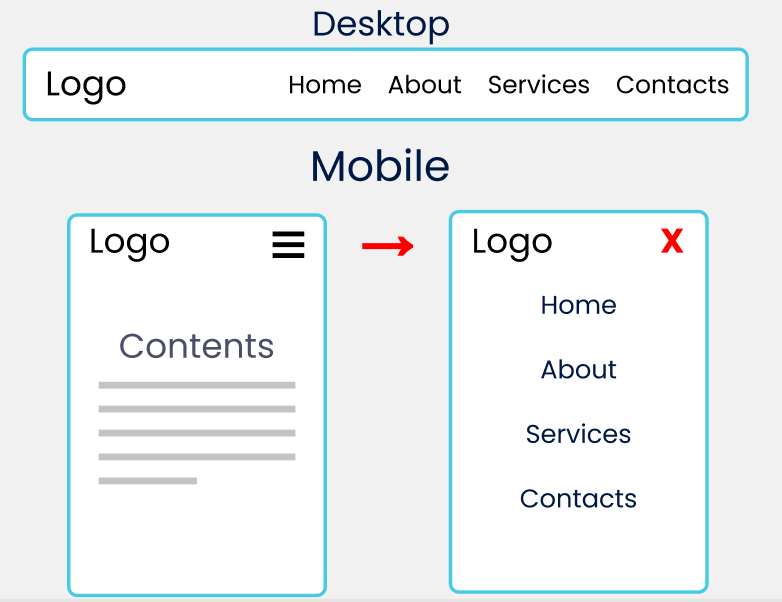 Desktop
Logo Home About Services Contacts
Mobile
Logo
Contents
Logo X
Home
About
Services
Contacts